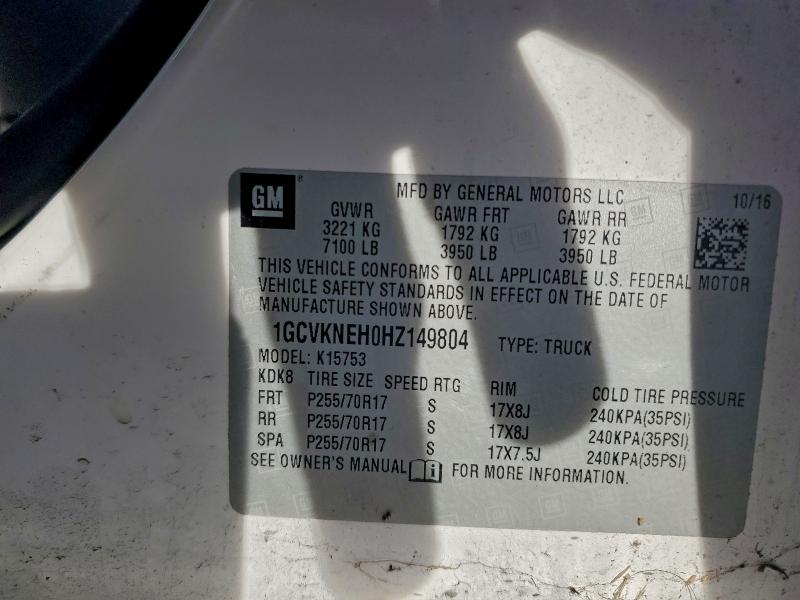 GM
MFD BY GENERAL MOTORS LLC
10/16
GVWR GAWR FRT GAWR RR
3221 KG 1792 KG 1792 KG
7100 LB 3950 LB 3950 LB
THIS VEHICLE CONFORMS TO ALL APPLICABLE U.S. FEDERAL MOTOR
VEHICLE SAFETY STANDARDS IN EFFECT ON THE DATE OF
MANUFACTURE SHOWN ABOVE.
1GCVKNEH0HZ149804 TYPE: TRUCK
MODEL: K15753
KDK8 TIRE SIZE SPEED RTG RIM COLD TIRE PRESSURE
FRT P255/70R17 S 17X8J 240KPA(35PSI)
RR P255/70R17 S 17X8J 240KPA(35PSI)
SPA P255/70R17 S 17X7.5J 240KPA(35PSI)
SEE OWNER'S MANUAL FOR MORE INFORMATION.